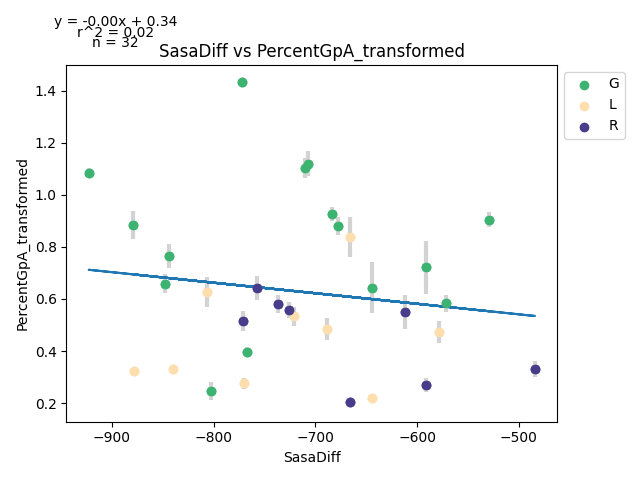 y = -0.00x + 0.34
r^2 = 0.02
n = 32
SasaDiff vs PercentGpA_transformed
G
L
R
PercentGpA_transformed
1.4
1.2
1.0
0.8
0.6
0.4
0.2
−900
−800
−700
−600
−500
SasaDiff